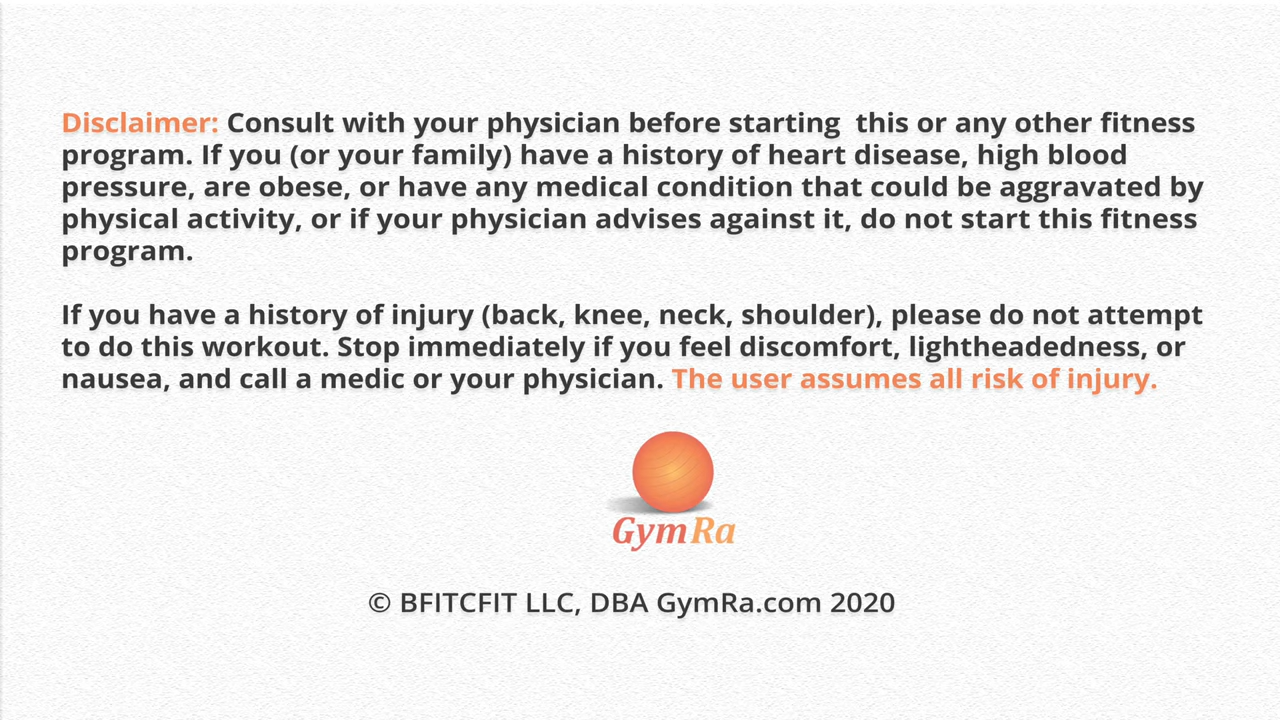 Disclaimer: Consult with your physician before starting  this or any other fitness
program. If you (or your family) have a history of heart disease, high blood
pressure, are obese, or have any medical condition that could be aggravated by
physical activity, or if your physician advises against it, do not start this fitness
program.
If you have a history of injury (back, knee, neck, shoulder), please do not attempt
to do this workout. Stop immediately if you feel discomfort, lightheadedness, or
nausea, and call a medic or your physician. The user assumes all risk of injury.
GymRa
© BFITCFIT LLC, DBA GymRa.com 2020